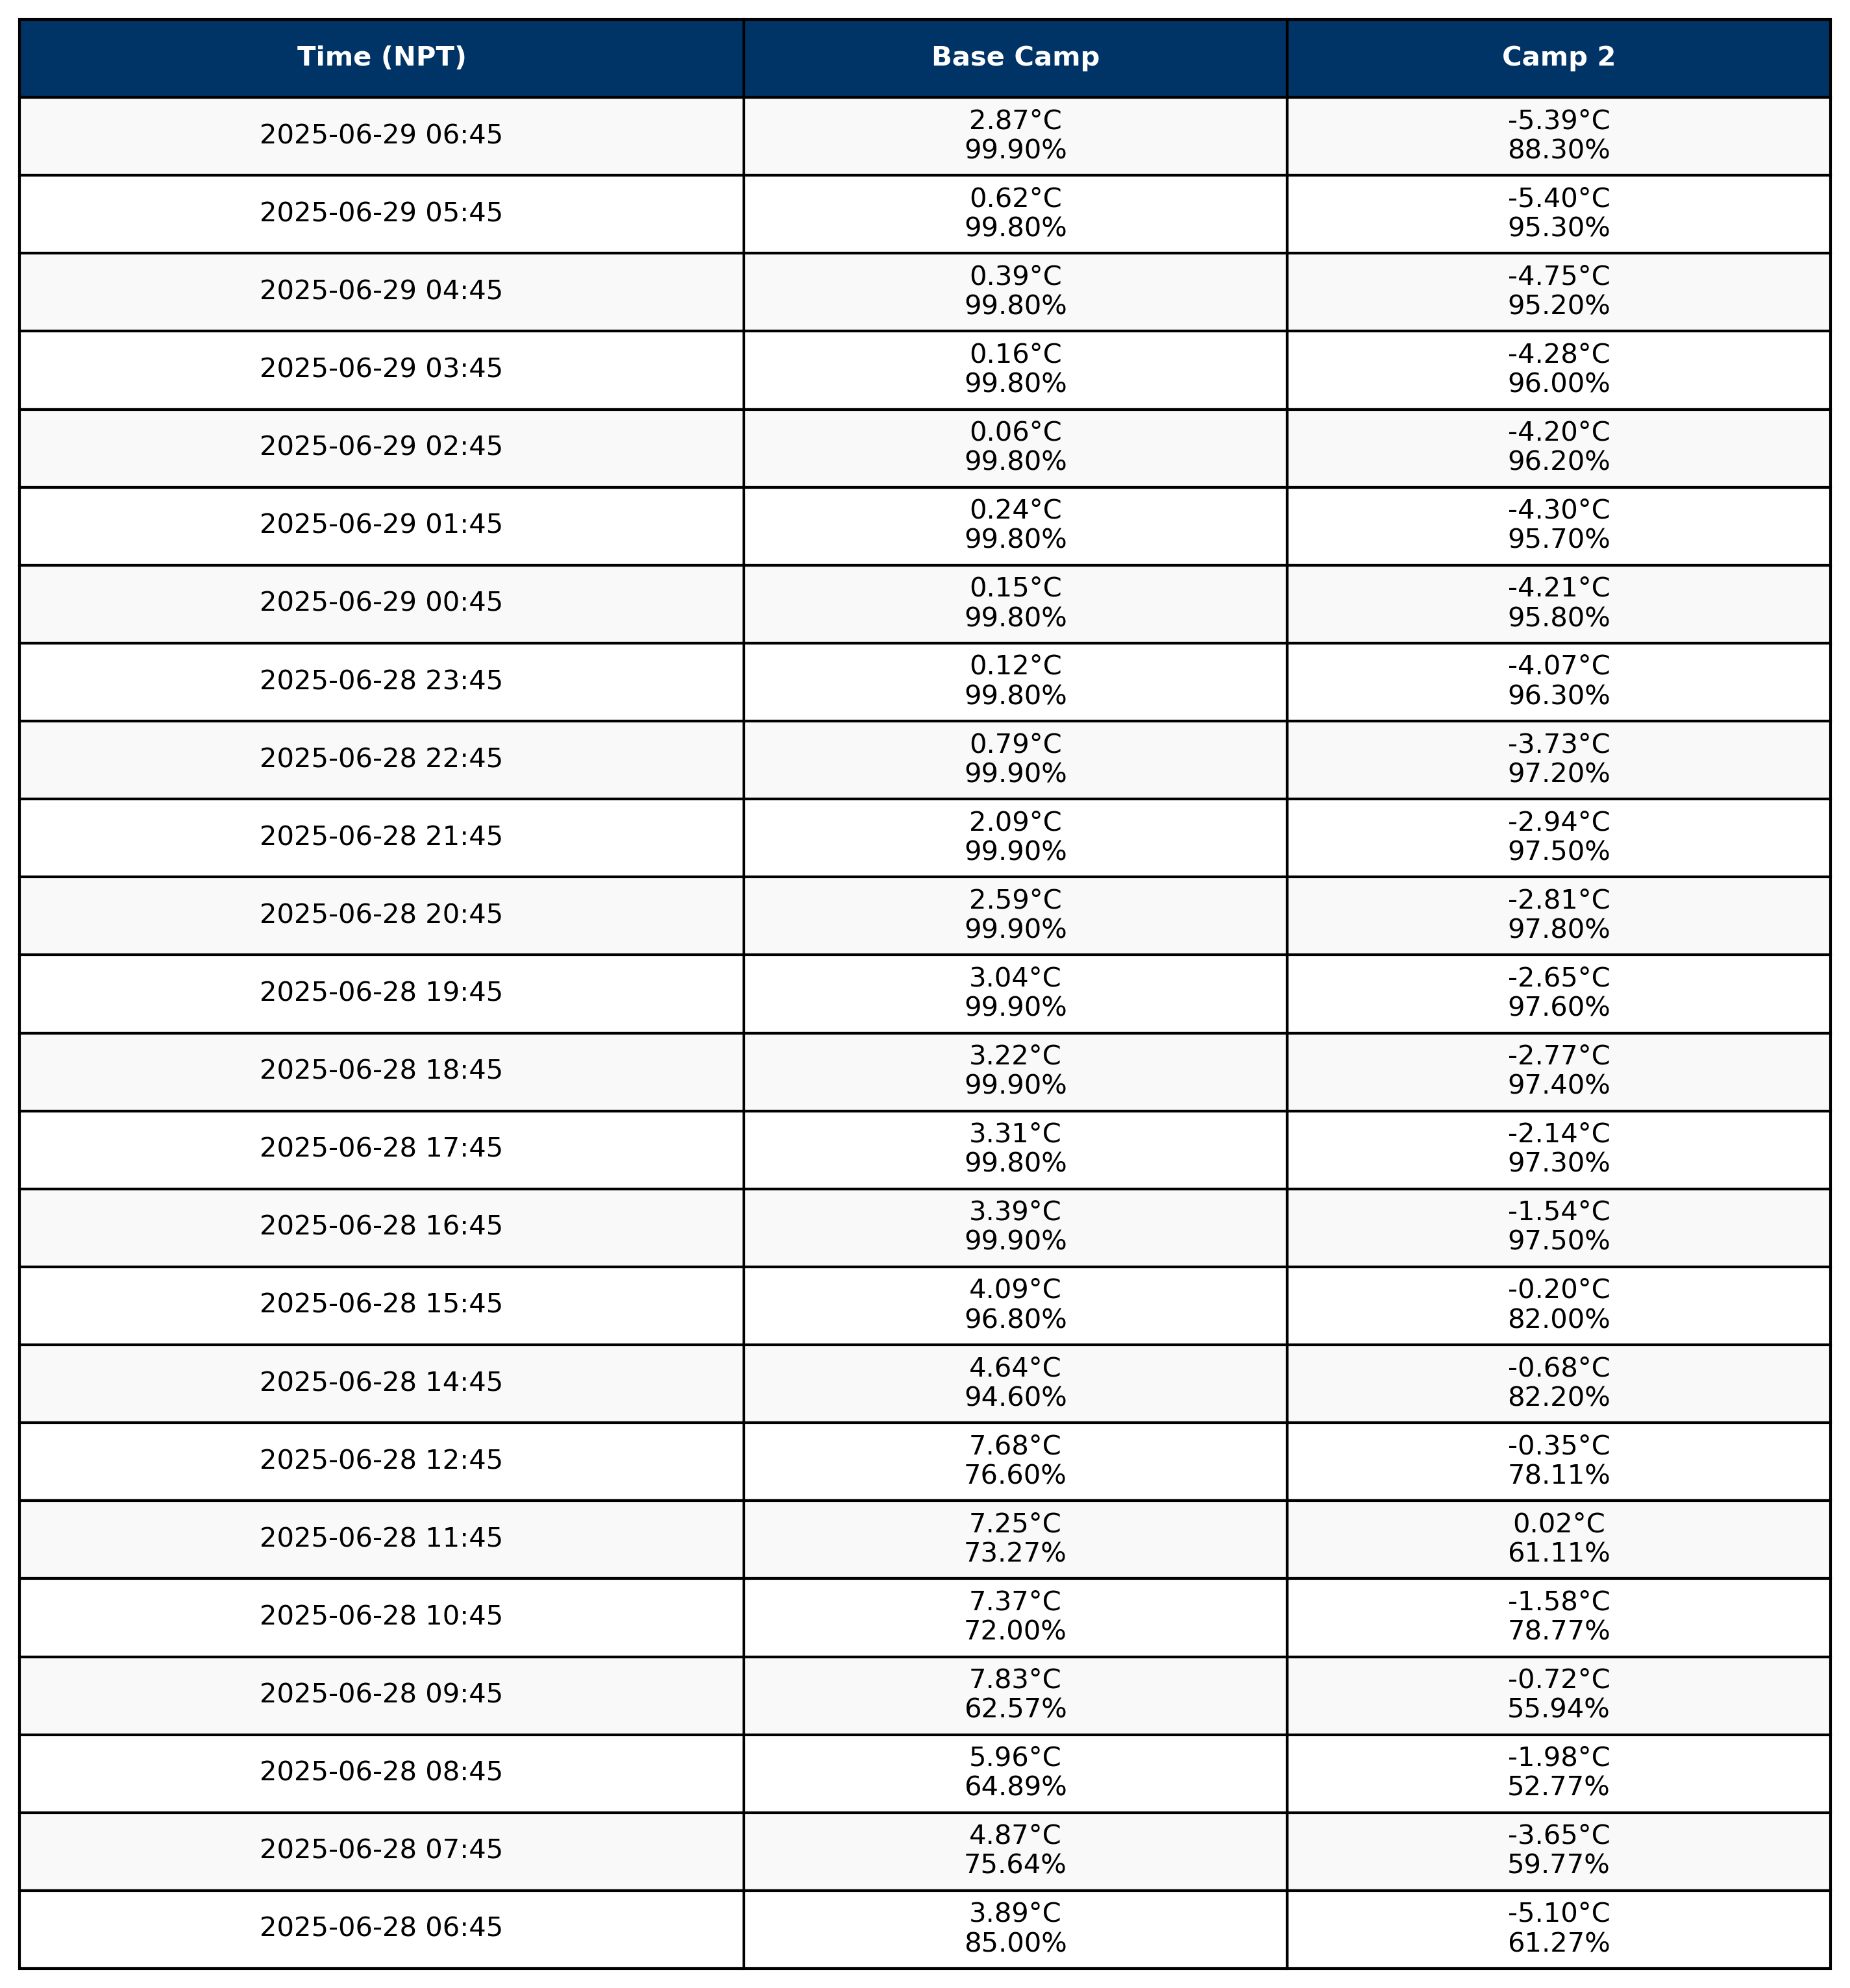 Time (NPT) Base Camp Camp 2
2025-06-29 06:45 2.87°C -5.39°C
99.90% 88.30%
2025-06-29 05:45 0.62°C -5.40°C
99.80% 95.30%
2025-06-29 04:45 0.39°C -4.75°C
99.80% 95.20%
2025-06-29 03:45 0.16°C -4.28°C
99.80% 96.00%
2025-06-29 02:45 0.06°C -4.20°C
99.80% 96.20%
2025-06-29 01:45 0.24°C -4.30°C
99.80% 95.70%
2025-06-29 00:45 0.15°C -4.21°C
99.80% 95.80%
2025-06-28 23:45 0.12°C -4.07°C
99.80% 96.30%
2025-06-28 22:45 0.79°C -3.73°C
99.90% 97.20%
2025-06-28 21:45 2.09°C -2.94°C
99.90% 97.50%
2025-06-28 20:45 2.59°C -2.81°C
99.90% 97.80%
2025-06-28 19:45 3.04°C -2.65°C
99.90% 97.60%
2025-06-28 18:45 3.22°C -2.77°C
99.90% 97.40%
2025-06-28 17:45 3.31°C -2.14°C
99.80% 97.30%
2025-06-28 16:45 3.39°C -1.54°C
99.90% 97.50%
2025-06-28 15:45 4.09°C -0.20°C
96.80% 82.00%
2025-06-28 14:45 4.64°C -0.68°C
94.60% 82.20%
2025-06-28 12:45 7.68°C -0.35°C
76.60% 78.11%
2025-06-28 11:45 7.25°C 0.02°C
73.27% 61.11%
2025-06-28 10:45 7.37°C -1.58°C
72.00% 78.77%
2025-06-28 09:45 7.83°C -0.72°C
62.57% 55.94%
2025-06-28 08:45 5.96°C -1.98°C
64.89% 52.77%
2025-06-28 07:45 4.87°C -3.65°C
75.64% 59.77%
2025-06-28 06:45 3.89°C -5.10°C
85.00% 61.27%